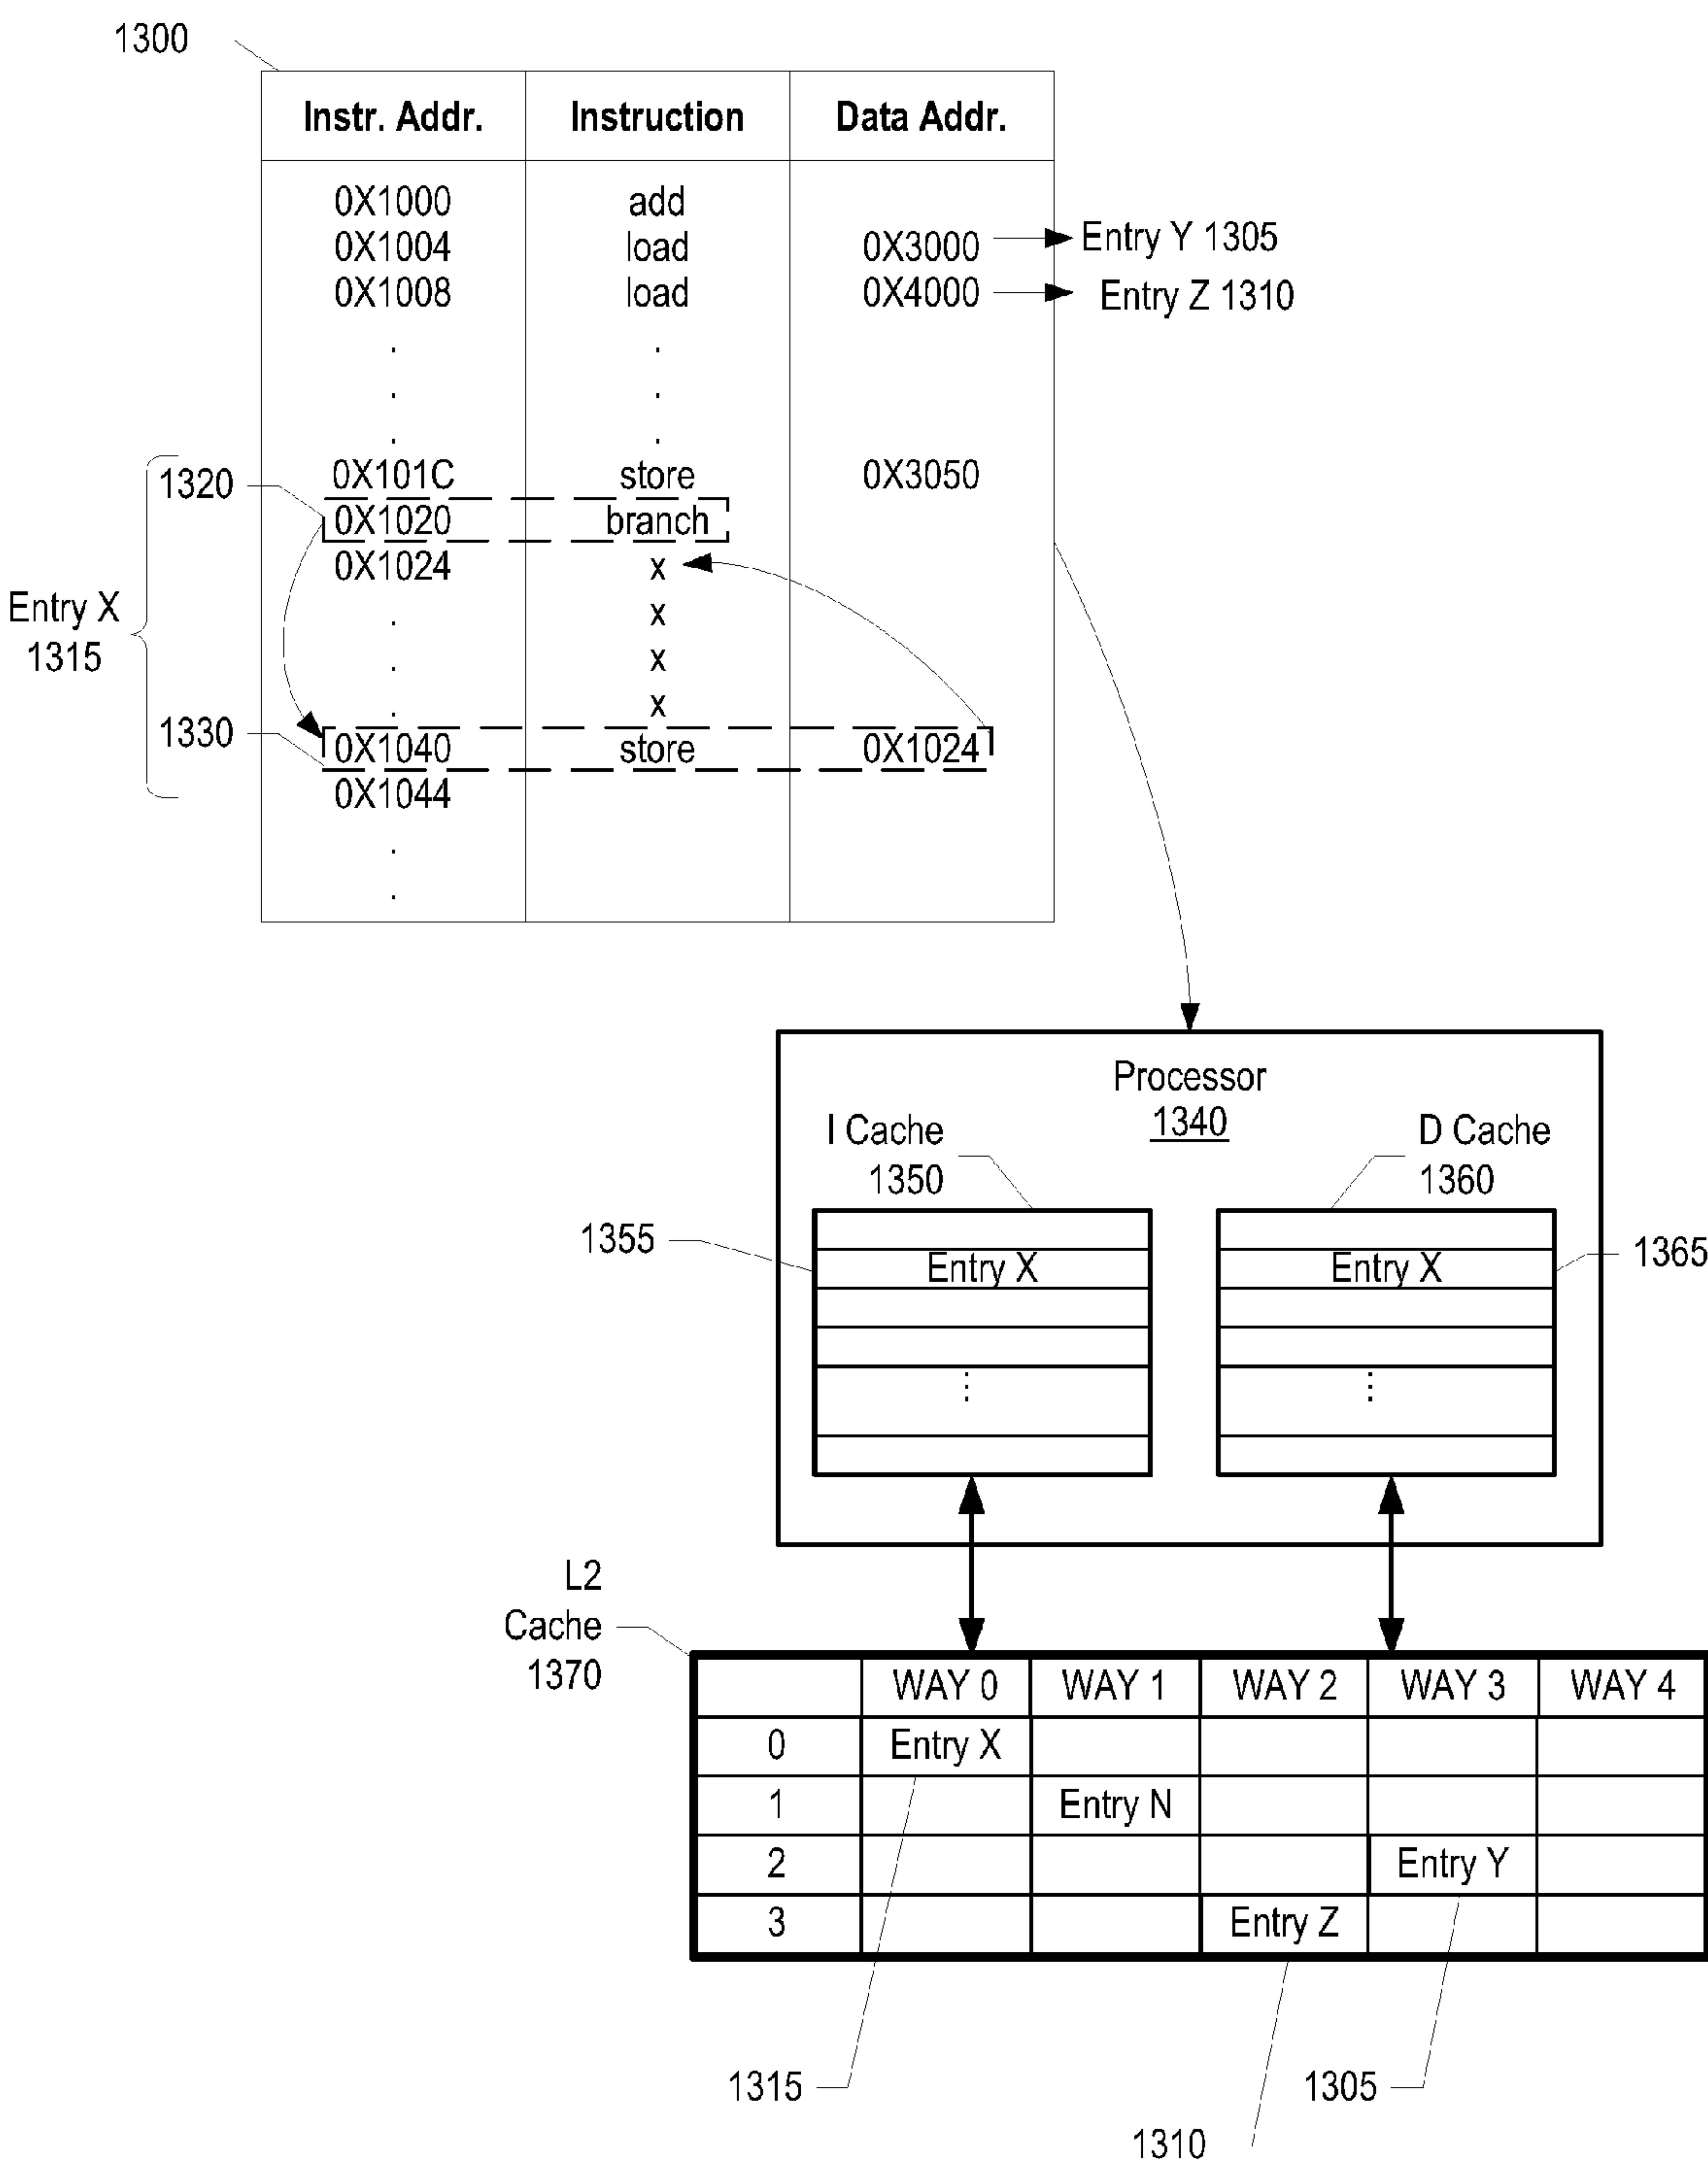 1300
Instr. Addr. Instruction Data Addr.
0X1000 add
0X1004 load 0X3000 Entry Y 1305
0X1008 load 0X4000 Entry Z 1310
. .
. .
. .
0X101C store 0X3050
1320
0X1020 branch
0X1024 x
. x
Entry X
1315
. x
. x
1330
0X1040 store 0X1024
0X1044
.
.
Processor
1340
I Cache
1350
D Cache
1360
1355
Entry X
Entry X
1365
⋮ ⋮
L2
Cache
1370
WAY 0 WAY 1 WAY 2 WAY 3 WAY 4
0 Entry X
1 Entry N
2 Entry Y
3 Entry Z
1315
1305
1310